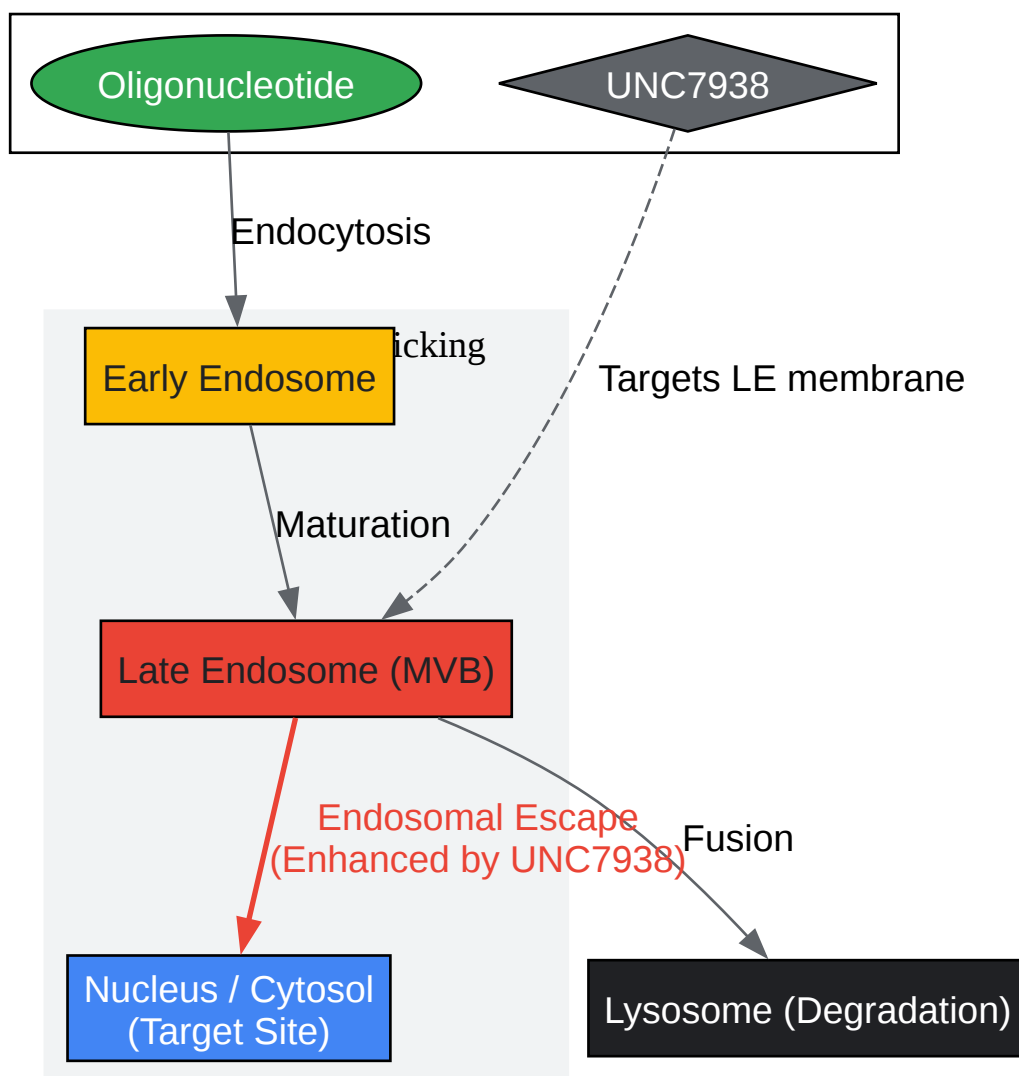 Oligonucleotide
UNC7938
Endocytosis
icking
Early Endosome
Targets LE membrane
Maturation
Late Endosome (MVB)
Endosomal Escape
(Enhanced by UNC7938)
Fusion
Nucleus / Cytosol
(Target Site)
Lysosome (Degradation)